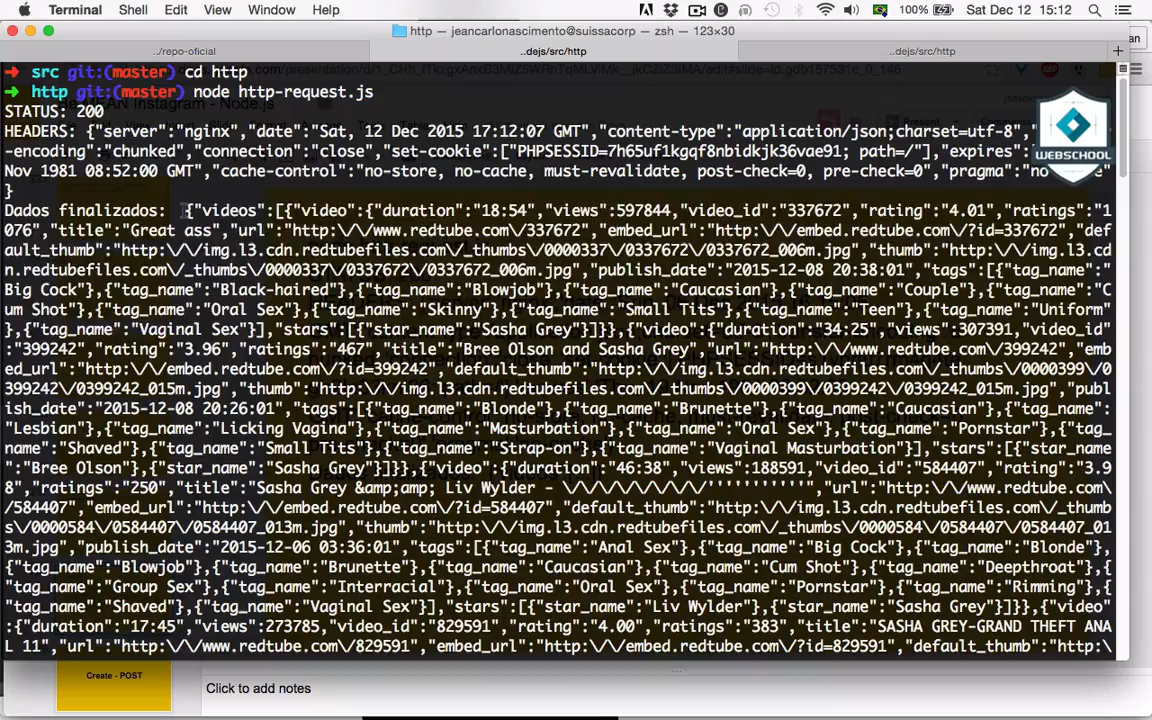 Terminal Shell Edit View Window Help 100% Sat Dec 12 15:12
http — jeancarlonascimento@suissacorp — zsh — 123×30
../repo-oficial ..dejs/src/http ..dejs/src/http
➜ src git:(master) cd http
➜ http git:(master) node http-request.js
STATUS: 200
HEADERS: {"server":"nginx","date":"Sat, 12 Dec 2015 17:12:07 GMT","content-type":"application/json;charset=utf-8","
-encoding":"chunked","connection":"close","set-cookie":["PHPSESSID=7h65uf1kgqf8nbidkjk36vae91; path=/"],"expires":
Nov 1981 08:52:00 GMT","cache-control":"no-store, no-cache, must-revalidate, post-check=0, pre-check=0","pragma":"no
}
WEBSCHOOL
Dados finalizados: {"videos":[{"video":{"duration":"18:54","views":597844,"video_id":"337672","rating":"4.01","ratings":"1
076","title":"Great ass","url":"http:\/\/www.redtube.com\/337672","embed_url":"http:\/\/embed.redtube.com\/?id=337672","def
ault_thumb":"http:\/\/img.l3.cdn.redtubefiles.com\/_thumbs\/0000337\/0337672\/0337672_006m.jpg","thumb":"http:\/\/img.l3.cd
n.redtubefiles.com\/_thumbs\/0000337\/0337672\/0337672_006m.jpg","publish_date":"2015-12-08 20:38:01","tags":[{"tag_name":"
Big Cock"},{"tag_name":"Black-haired"},{"tag_name":"Blowjob"},{"tag_name":"Caucasian"},{"tag_name":"Couple"},{"tag_name":"C
um Shot"},{"tag_name":"Oral Sex"},{"tag_name":"Skinny"},{"tag_name":"Small Tits"},{"tag_name":"Teen"},{"tag_name":"Uniform"
},{"tag_name":"Vaginal Sex"}],"stars":[{"star_name":"Sasha Grey"}]}},{"video":{"duration":"34:25","views":307391,"video_id"
:"399242","rating":"3.96","ratings":"467","title":"Bree Olson and Sasha Grey","url":"http:\/\/www.redtube.com\/399242","emb
ed_url":"http:\/\/embed.redtube.com\/?id=399242","default_thumb":"http:\/\/img.l3.cdn.redtubefiles.com\/_thumbs\/0000399\/0
399242\/0399242_015m.jpg","thumb":"http:\/\/img.l3.cdn.redtubefiles.com\/_thumbs\/0000399\/0399242\/0399242_015m.jpg","publ
ish_date":"2015-12-08 20:26:01","tags":[{"tag_name":"Blonde"},{"tag_name":"Brunette"},{"tag_name":"Caucasian"},{"tag_name":
"Lesbian"},{"tag_name":"Licking Vagina"},{"tag_name":"Masturbation"},{"tag_name":"Oral Sex"},{"tag_name":"Pornstar"},{"tag_
name":"Shaved"},{"tag_name":"Small Tits"},{"tag_name":"Strap-on"},{"tag_name":"Vaginal Masturbation"}],"stars":[{"star_name
":"Bree Olson"},{"star_name":"Sasha Grey"}]}},{"video":{"duration":"46:38","views":188591,"video_id":"584407","rating":"3.9
8","ratings":"250","title":"Sasha Grey &amp;amp; Liv Wylder - \/\/\/\/\/\/\/\/\/'''''''''''","url":"http:\/\/www.redtube.com\
/584407","embed_url":"http:\/\/embed.redtube.com\/?id=584407","default_thumb":"http:\/\/img.l3.cdn.redtubefiles.com\/_thumb
s\/0000584\/0584407\/0584407_013m.jpg","thumb":"http:\/\/img.l3.cdn.redtubefiles.com\/_thumbs\/0000584\/0584407\/0584407_01
3m.jpg","publish_date":"2015-12-06 03:36:01","tags":[{"tag_name":"Anal Sex"},{"tag_name":"Big Cock"},{"tag_name":"Blonde"},
{"tag_name":"Blowjob"},{"tag_name":"Brunette"},{"tag_name":"Caucasian"},{"tag_name":"Cum Shot"},{"tag_name":"Deepthroat"},
{"tag_name":"Group Sex"},{"tag_name":"Interracial"},{"tag_name":"Oral Sex"},{"tag_name":"Pornstar"},{"tag_name":"Rimming"},
{"tag_name":"Shaved"},{"tag_name":"Vaginal Sex"}],"stars":[{"star_name":"Liv Wylder"},{"star_name":"Sasha Grey"}]}},{"video"
:{"duration":"17:45","views":273785,"video_id":"829591","rating":"4.00","ratings":"383","title":"SASHA GREY-GRAND THEFT ANA
L 11","url":"http:\/\/www.redtube.com\/829591","embed_url":"http:\/\/embed.redtube.com\/?id=829591","default_thumb":"http:\
Create - POST
Click to add notes